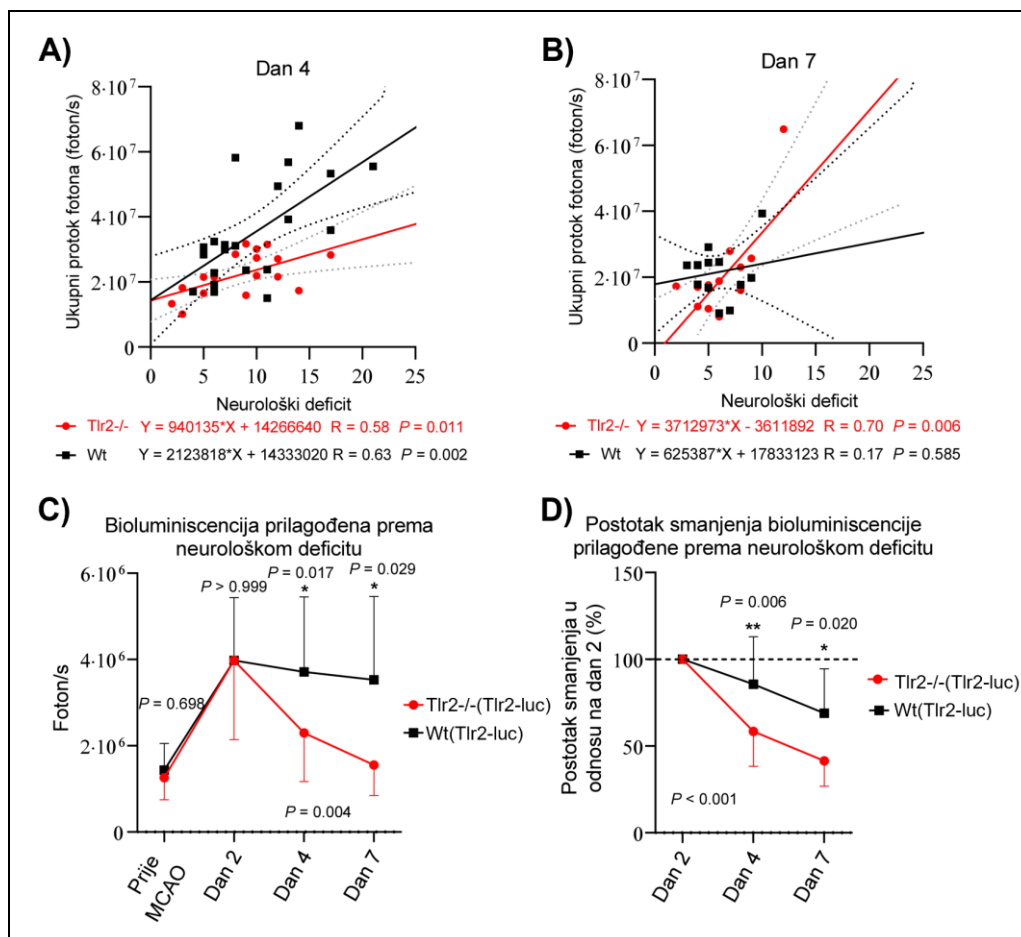 A)
Dan 4
Ukupni protok fotona (foton/s)
8·10⁷
6·10⁷
4·10⁷
2·10⁷
0
0 5 10 15 20 25
Neurološki deficit
Tlr2-/- Y = 940135*X + 14266640 R = 0.58 P = 0.011
Wt Y = 2123818*X + 14333020 R = 0.63 P = 0.002
B)
Dan 7
Ukupni protok fotona (foton/s)
8·10⁷
6·10⁷
4·10⁷
2·10⁷
0
0 5 10 15 20 25
Neurološki deficit
Tlr2-/- Y = 3712973*X - 3611892 R = 0.70 P = 0.006
Wt Y = 625387*X + 17833123 R = 0.17 P = 0.585
C)
Bioluminiscencija prilagođena prema
neurološkom deficitu
Foton/s
6·10⁶
4·10⁶
2·10⁶
0
P = 0.698
P > 0.999
P = 0.017
*
P = 0.029
*
P = 0.004
Prije
MCAO
Dan 2
Dan 4
Dan 7
Tlr2-/-(Tlr2-luc)
Wt(Tlr2-luc)
D)
Postotak smanjenja bioluminiscencije
prilagođene prema neurološkom deficitu
Postotak smanjenja u
odnosu na dan 2 (%)
150
100
50
0
P = 0.006
**
P = 0.020
*
P < 0.001
Dan 2
Dan 4
Dan 7
Tlr2-/-(Tlr2-luc)
Wt(Tlr2-luc)